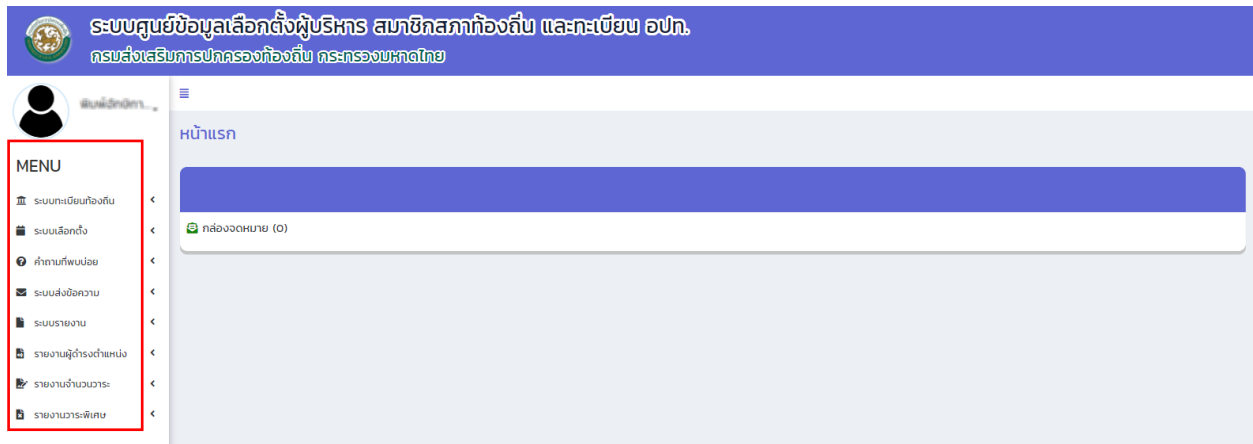 ระบบศูนย์ข้อมูลเลือกตั้งผู้บริหาร สมาชิกสภาท้องถิ่น และทะเบียน อปท.
กรมส่งเสริมการปกครองท้องถิ่น กระทรวงมหาดไทย
หน้าแรก
MENU
ระบบทะเบียนท้องถิ่น
ระบบเลือกตั้ง
กล่องจดหมาย (0)
คำถามที่พบบ่อย
ระบบส่งข้อความ
ระบบรายงาน
รายงานผู้ดำรงตำแหน่ง
รายงานจำนวนวาระ
รายงานวาระพิเศษ